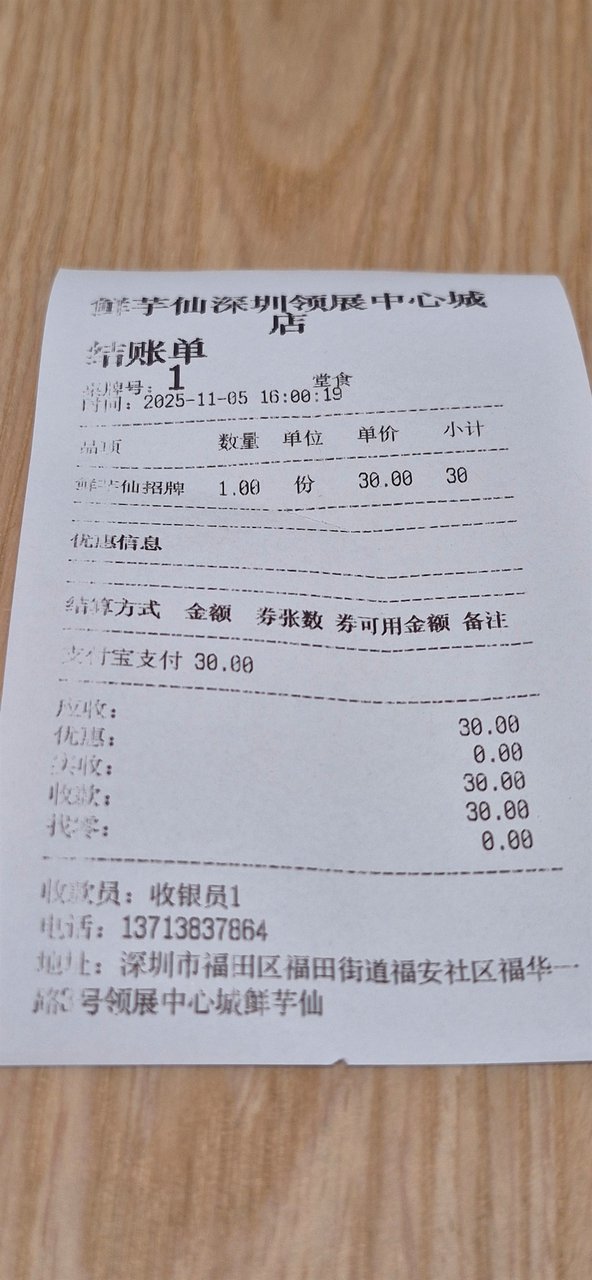 鲜芋仙深圳领展中心城
店
结账单
桌牌号：1 堂食
时间：2025-11-05 16:00:19
品项 数量 单位 单价 小计
鲜芋仙招牌 1.00 份 30.00 30
优惠信息
结算方式 金额 券张数 券可用金额 备注
支付宝支付 30.00
应收： 30.00
优惠： 0.00
实收： 30.00
收款： 30.00
找零： 0.00
收款员：收银员1
电话：13713837864
地址：深圳市福田区福田街道福安社区福华一
路3号领展中心城鲜芋仙